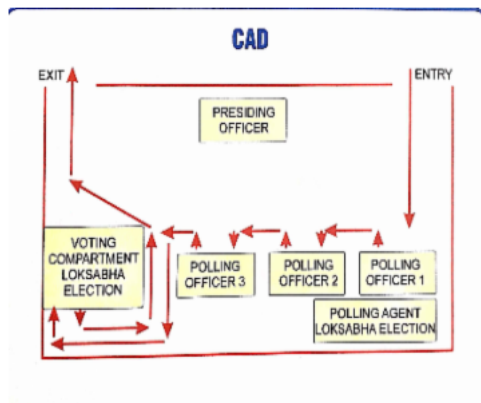 CAD
EXIT
ENTRY
PRESIDING
OFFICER
VOTING
COMPARTMENT
LOKSABHA
ELECTION
POLLING
OFFICER 3
POLLING
OFFICER 2
POLLING
OFFICER 1
POLLING AGENT
LOKSABHA ELECTION